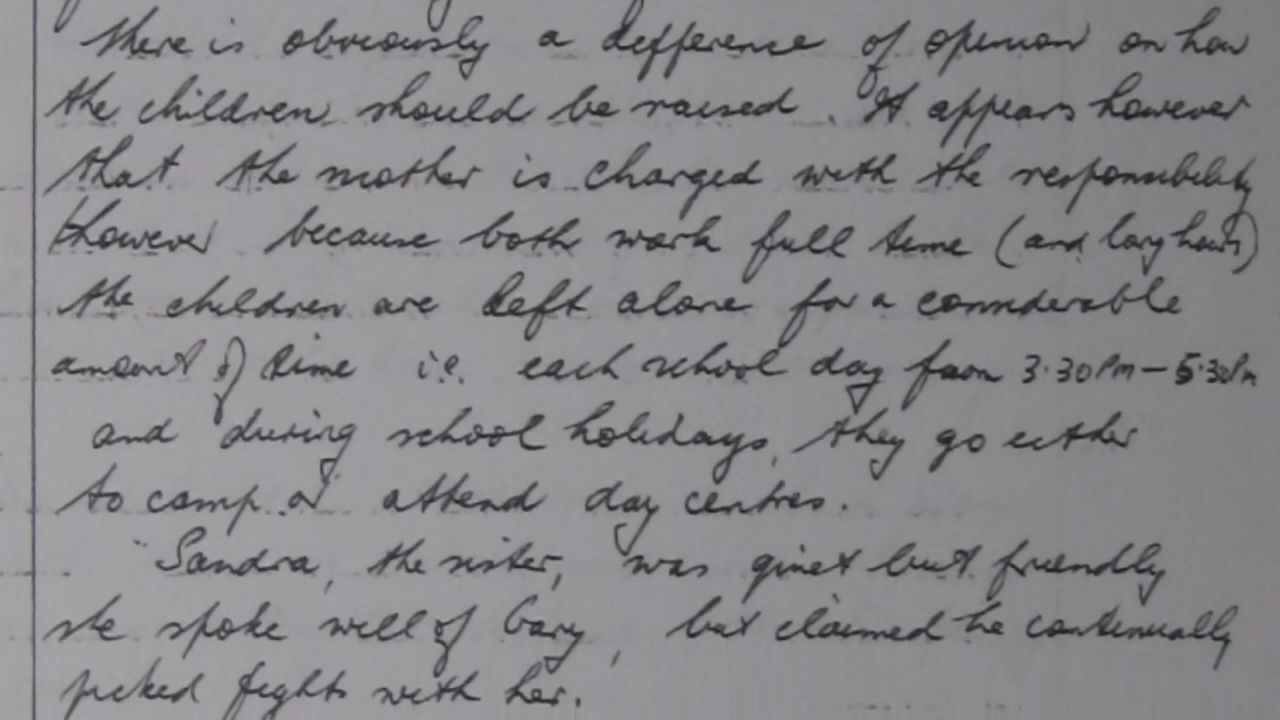 there is obviously a defference of opinion on how
the children should be raised. It appears however
that the mother is charged with the responsibility
However because both work full time (and long hours)
the children are left alone for a considerable
amount of time i.e. each school day from 3.30PM - 5.30PM
and during school holidays, they go either
to camp or attend day centres.
Sandra, the sister, was quiet but friendly
she spoke well of Gary, but claimed he continually
picked fights with her.